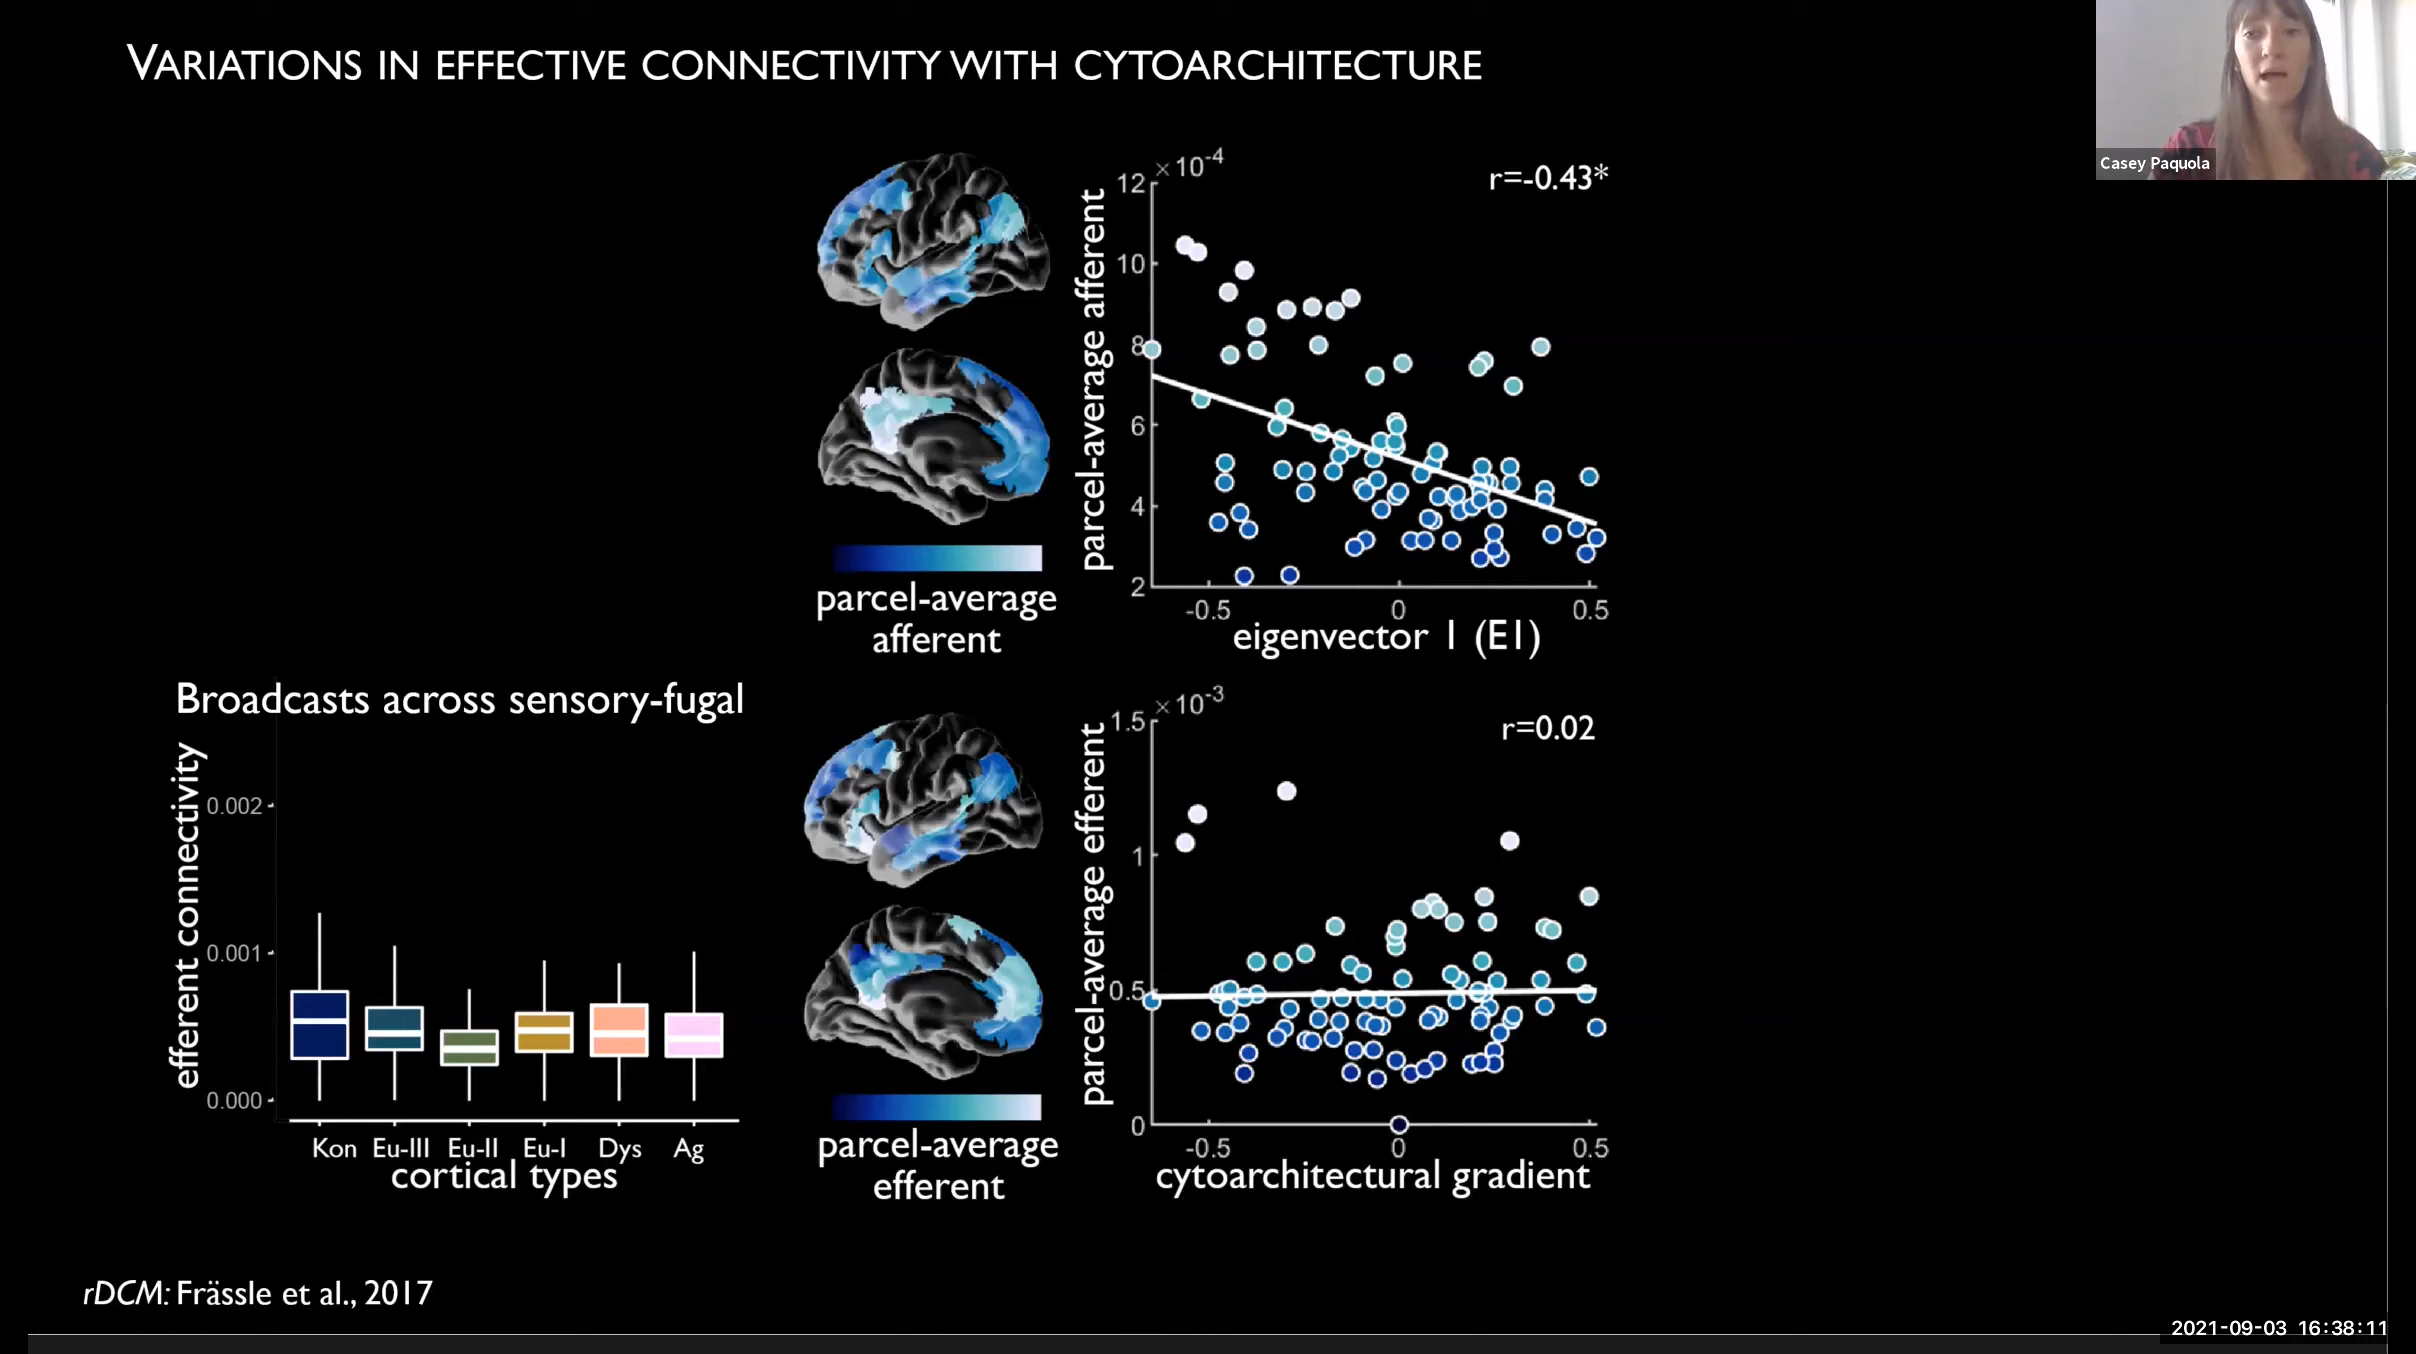 VARIATIONS IN EFFECTIVE CONNECTIVITY WITH CYTOARCHITECTURE
Casey Paquola
×10-4
r=-0.43*
12
10
8
6
4
2
parcel-average afferent
-0.5
0
0.5
eigenvector 1 (E1)
parcel-average
afferent
Broadcasts across sensory-fugal
efferent connectivity
0.002
0.001
0.000
Kon Eu-III Eu-II Eu-I Dys Ag
cortical types
parcel-average
efferent
×10-3
r=0.02
1.5
1
0.5
0
parcel-average efferent
-0.5
0
0.5
cytoarchitectural gradient
rDCM: Frässle et al., 2017
2021-09-03 16:38:11